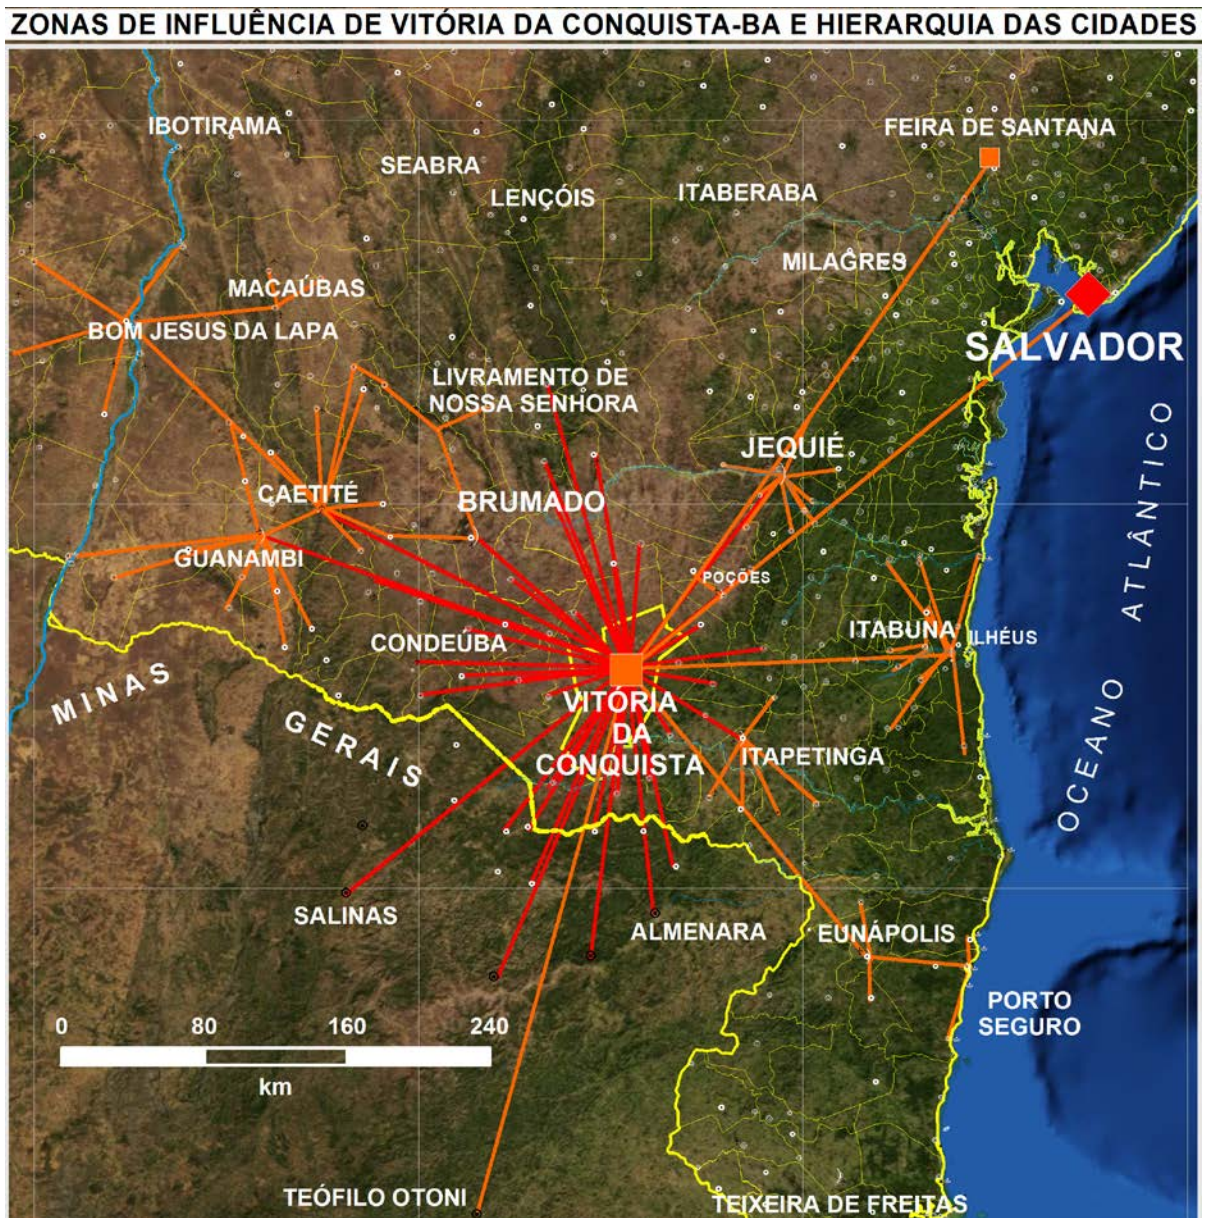 ZONAS DE INFLUÊNCIA DE VITÓRIA DA CONQUISTA-BA E HIERARQUIA DAS CIDADES
IBOTIRAMA
FEIRA DE SANTANA
SEABRA
LENÇÓIS
ITABERABA
MILAGRES
MACAÚBAS
BOM JESUS DA LAPA
SALVADOR
LIVRAMENTO DE
NOSSA SENHORA
JEQUIÉ
CAETITÉ
BRUMADO
GUANAMBI
POÇÕES
OCEANO ATLÂNTICO
CONDEÚBA
ITABUNA
ILHÉUS
MINAS
GERAIS
VITÓRIA
DA
CONQUISTA
ITAPETINGA
SALINAS
ALMENARA
EUNÁPOLIS
PORTO
SEGURO
0 80 160 240
km
TEÓFILO OTONI
TEIXEIRA DE FREITAS